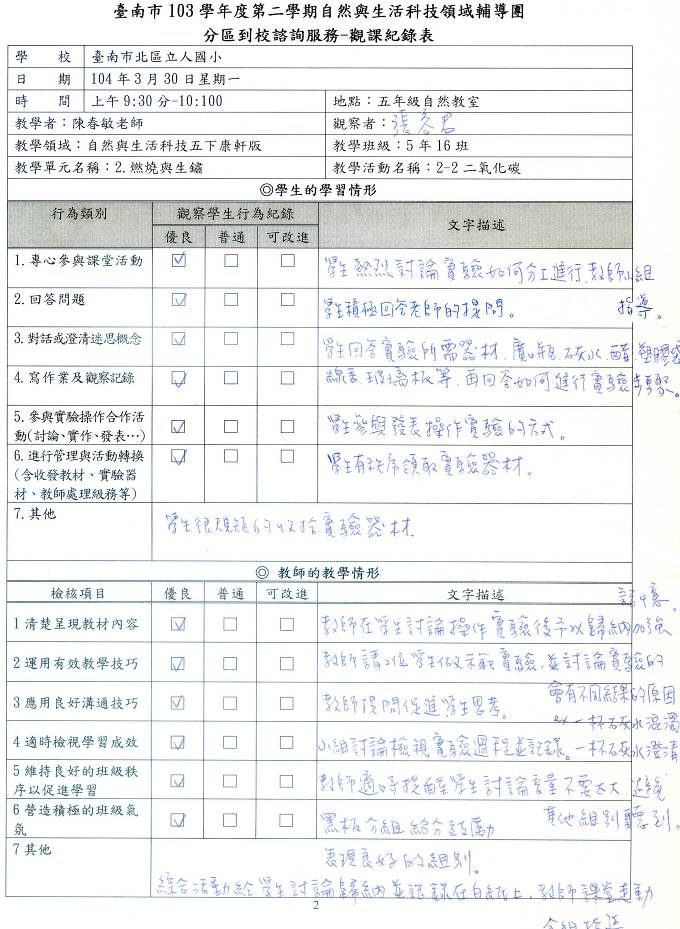 臺南市 103 學年度第二學期自然與生活科技領域輔導團
分區到校諮詢服務-觀課紀錄表
學 校 臺南市北區立人國小
日 期 104 年 3 月 30 日星期一
時 間 上午 9:30 分-10:100 地點：五年級自然教室
教學者：陳春敏老師 觀察者：張
教學領域：自然與生活科技五下康軒版 教學班級：5 年 16 班
教學單元名稱：2.燃燒與生鏽 教學活動名稱：2-2 二氧化碳
◎學生的學習情形
行為類別 觀察學生行為紀錄 文字描述
優良 普通 可改進
1.專心參與課堂活動 ☑ □ □ 學生熱烈討論實驗如何分工進行,教師小組
指導。
2.回答問題 ☑ □ □ 學生積極回答老師的提問。
3.對話或澄清迷思概念 ☑ □ □ 學生回答實驗所需器材.廣口瓶.石灰水.醋.塑膠袋
4.寫作業及觀察記錄 ☑ □ □ 線香.玻璃板等,再回答如何進行實驗步驟。
5.參與實驗操作合作活
動(討論、實作、發表…) ☑ □ □ 學生參與發表操作實驗的方式。
6.進行管理與活動轉換
(含收發教材、實驗器
材、教師處理級務等) ☑ □ □ 學生有秩序領取實驗器材。
7.其他 學生很規矩的收拾實驗器材
◎ 教師的教學情形
檢核項目 優良 普通 可改進 文字描述
記憶。
1 清楚呈現教材內容 ☑ □ □ 教師在學生討論操作實驗後予以歸納加強
2 運用有效教學技巧 ☑ □ □ 教師請2位學生做示範實驗,並討論實驗的
會有不同結果的原因
3 應用良好溝通技巧 ☑ □ □ 教師提問促進學生思考。
一杯石灰水混濁
4 適時檢視學習成效 ☑ □ □ 小組討論檢視實驗過程並記錄。一杯石灰水澄清
5 維持良好的班級秩
序以促進學習 ☑ □ □ 教師適時提醒學生討論音量不要太大,避免
其他組別聽到。
6 營造積極的班級氣
氛 ☑ □ □ 黑板分組給分鼓勵
7 其他 表現良好的組別。
綜合活動給學生討論歸納並記錄在白紙上,教師課堂走動
2
分組指導